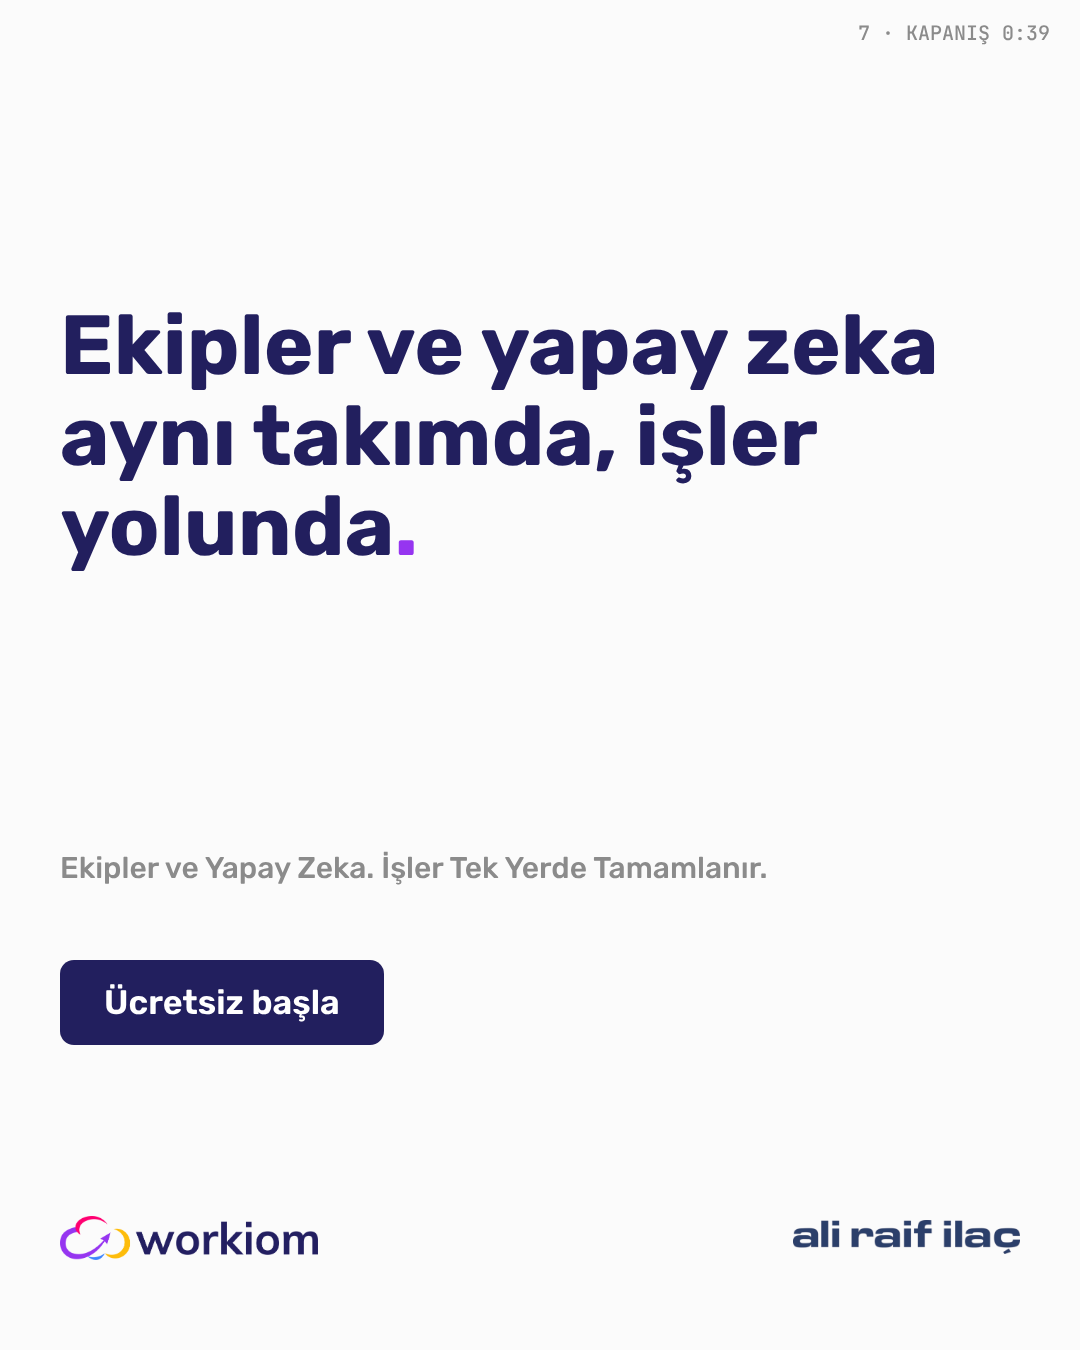 7 · KAPANIŞ 0:39
Ekipler ve yapay zeka
aynı takımda, işler
yolunda.
Ekipler ve Yapay Zeka. İşler Tek Yerde Tamamlanır.
Ücretsiz başla
workiom
ali raif ilaç